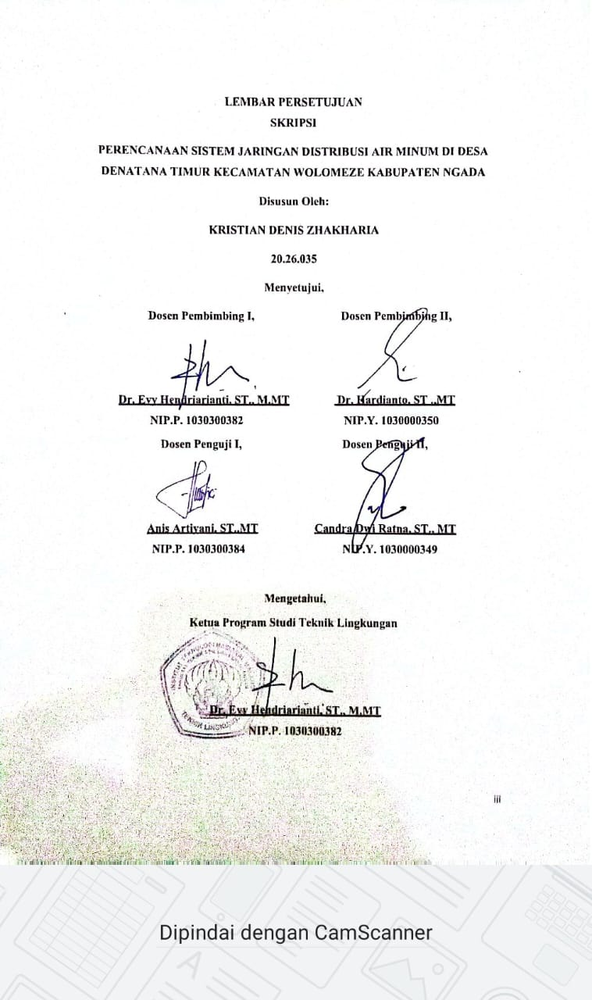 LEMBAR PERSETUJUAN
SKRIPSI
PERENCANAAN SISTEM JARINGAN DISTRIBUSI AIR MINUM DI DESA
DENATANA TIMUR KECAMATAN WOLOMEZE KABUPATEN NGADA
Disusun Oleh:
KRISTIAN DENIS ZHAKHARIA
20.26.035
Menyetujui,
Dosen Pembimbing I,
Dosen Pembimbing II,
Dr. Evy Hendriarianti, ST., M.MT
Dr. Hardianto, ST .,MT
NIP.P. 1030300382
NIP.Y. 1030000350
Dosen Penguji I,
Dosen Penguji II,
Anis Artiyani, ST.,MT
Candra Dwi Ratna, ST., MT
NIP.P. 1030300384
NIP.Y. 1030000349
Mengetahui,
Ketua Program Studi Teknik Lingkungan
TEKNIK LINGKUNGAN
Dr. Evy Hendriarianti, ST., M.MT
NIP.P. 1030300382
iii
Dipindai dengan CamScanner